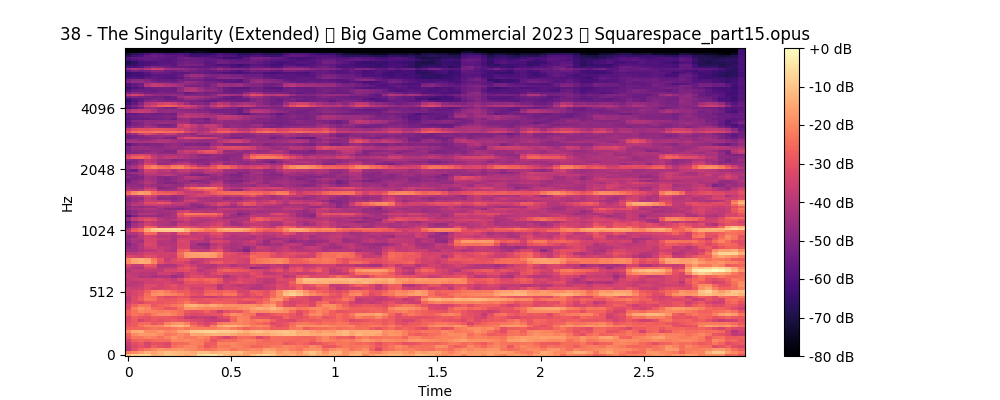 38 - The Singularity (Extended) ▯ Big Game Commercial 2023 ▯ Squarespace_part15.opus
Hz
4096
2048
1024
512
0
0
0.5
1
1.5
2
2.5
Time
+0 dB
-10 dB
-20 dB
-30 dB
-40 dB
-50 dB
-60 dB
-70 dB
-80 dB